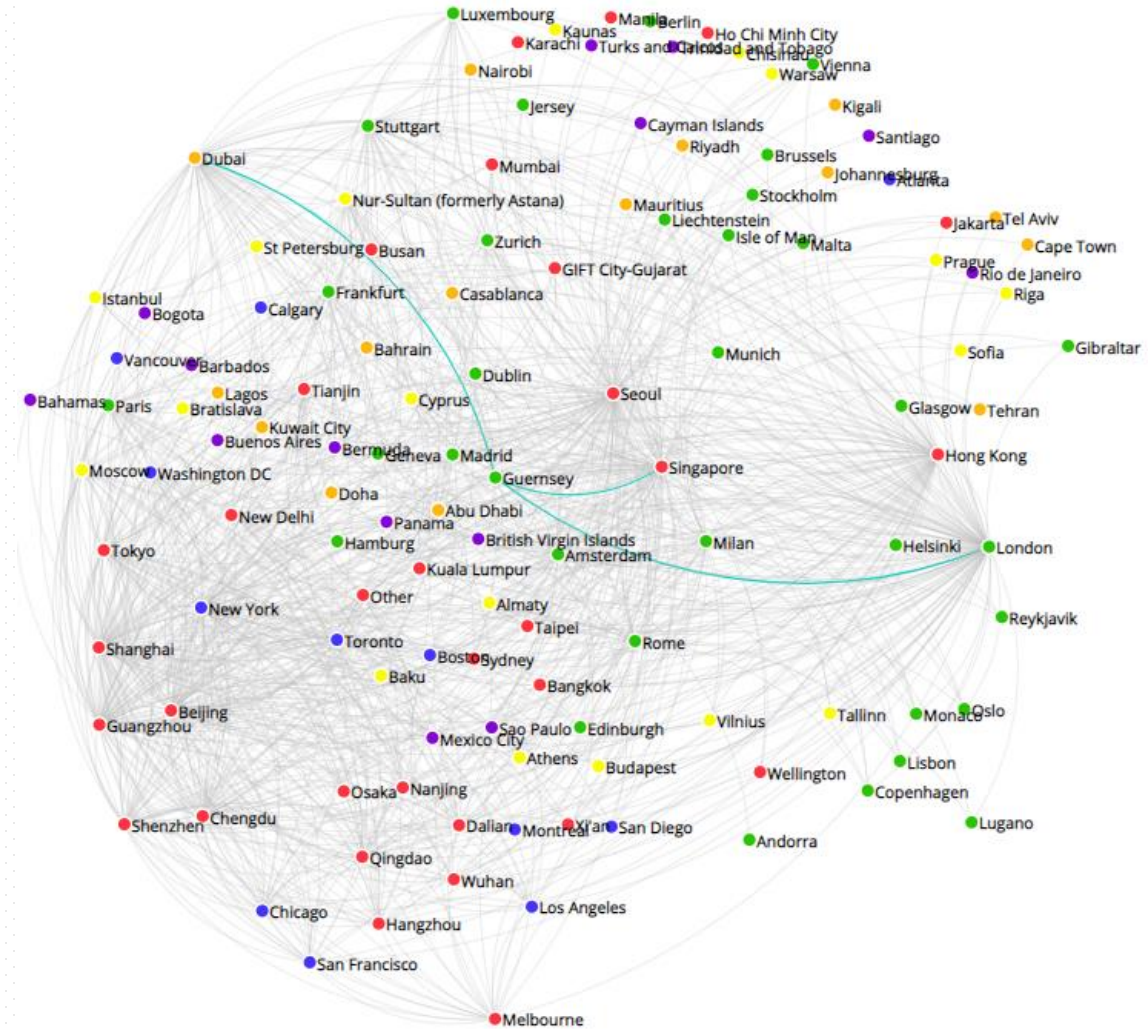 Luxembourg
Manila
Berlin
Kaunas
Ho Chi Minh City
Karachi
Turks and Caicos
Trinidad and Tobago
Chisinau
Vienna
Nairobi
Warsaw
Jersey
Kigali
Stuttgart
Cayman Islands
Santiago
Riyadh
Brussels
Dubai
Mumbai
Johannesburg
Atlanta
Nur-Sultan (formerly Astana)
Stockholm
Mauritius
Liechtenstein
Tel Aviv
Jakarta
Isle of Man
Zurich
Malta
Cape Town
St Petersburg
Busan
Prague
GIFT City-Gujarat
Rio de Janeiro
Frankfurt
Casablanca
Riga
Istanbul
Calgary
Bogota
Gibraltar
Bahrain
Sofia
Munich
Vancouver
Barbados
Dublin
Lagos
Tianjin
Seoul
Bahamas
Cyprus
Paris
Bratislava
Glasgow
Tehran
Kuwait City
Buenos Aires
Bermuda
Geneva
Madrid
Hong Kong
Singapore
Moscow
Washington DC
Guernsey
Doha
Abu Dhabi
New Delhi
Panama
British Virgin Islands
Hamburg
Milan
Helsinki
London
Tokyo
Amsterdam
Kuala Lumpur
Other
Almaty
New York
Reykjavik
Taipei
Toronto
Rome
Shanghai
Boston
Sydney
Baku
Bangkok
Beijing
Oslo
Monaco
Tallinn
Vilnius
Guangzhou
Sao Paulo
Edinburgh
Mexico City
Athens
Lisbon
Budapest
Wellington
Nanjing
Osaka
Copenhagen
Chengdu
Shenzhen
Dalian
Montreal
Xi'an
San Diego
Lugano
Andorra
Qingdao
Wuhan
Los Angeles
Chicago
Hangzhou
San Francisco
Melbourne